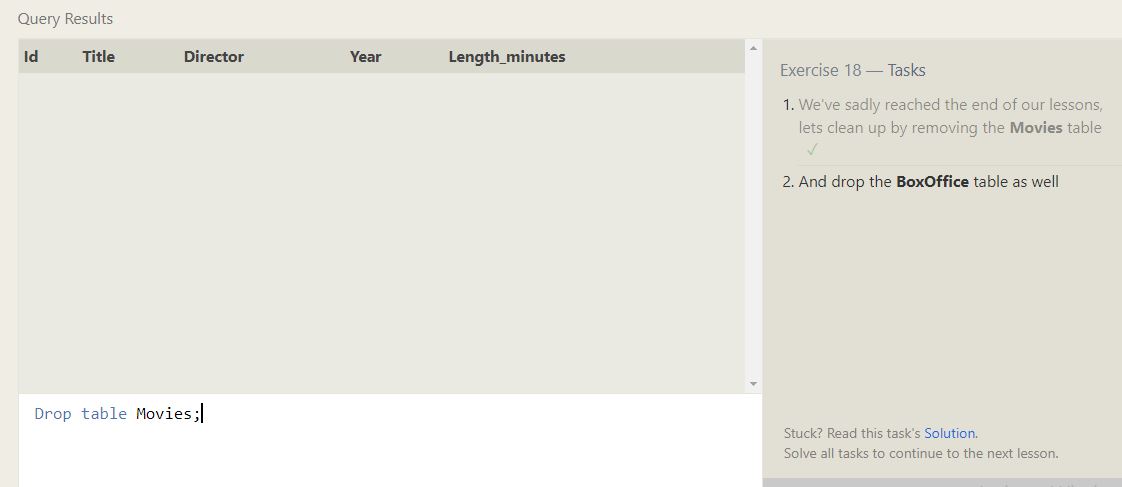 Query Results
Id Title Director Year Length_minutes
Exercise 18 — Tasks
1. We've sadly reached the end of our lessons,
lets clean up by removing the Movies table
✓
2. And drop the BoxOffice table as well
Drop table Movies;
Stuck? Read this task's Solution.
Solve all tasks to continue to the next lesson.